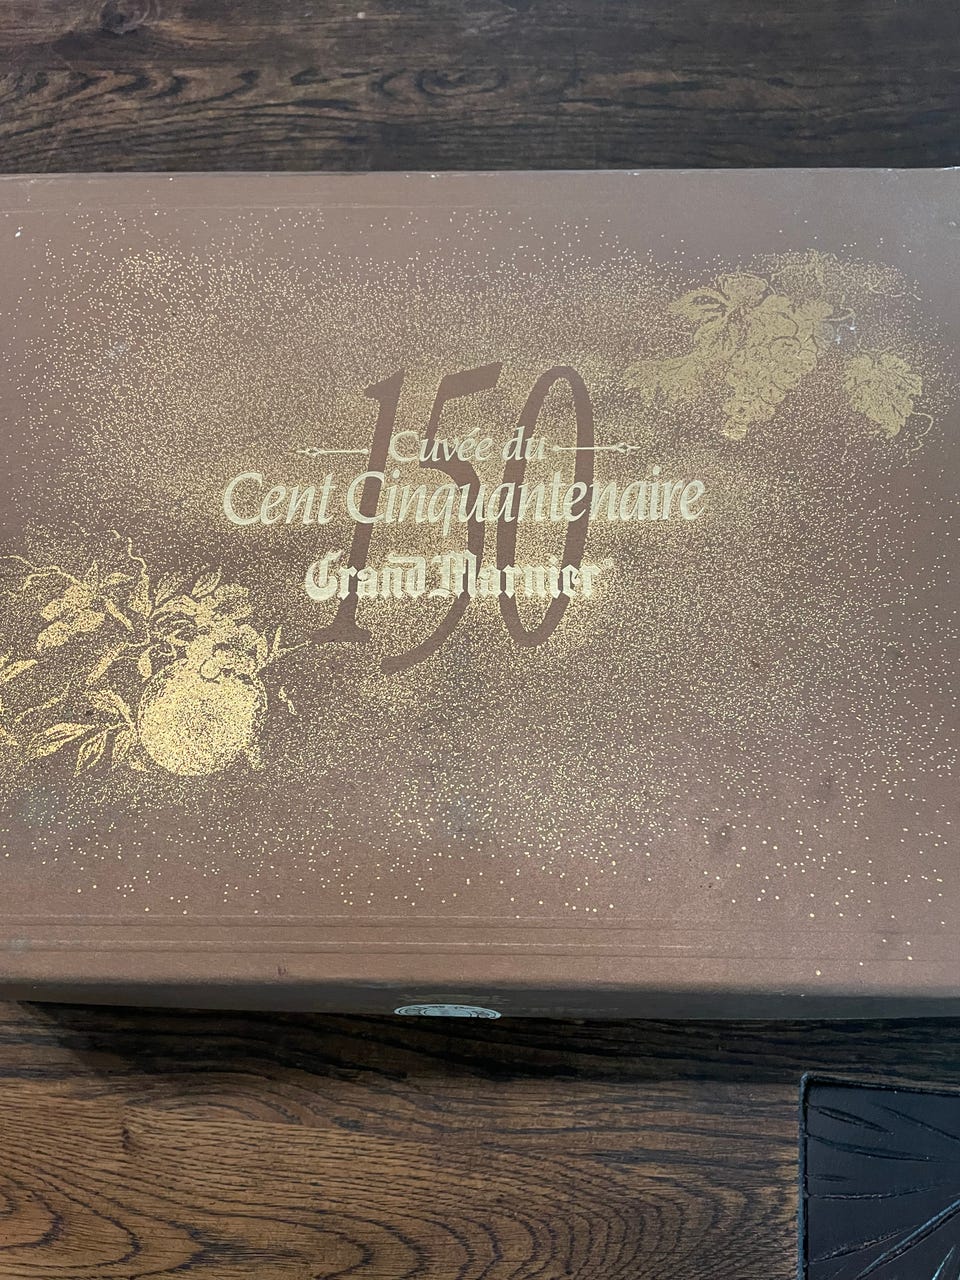 150
Cuvée du
Cent Cinquantenaire
Grand Marnier